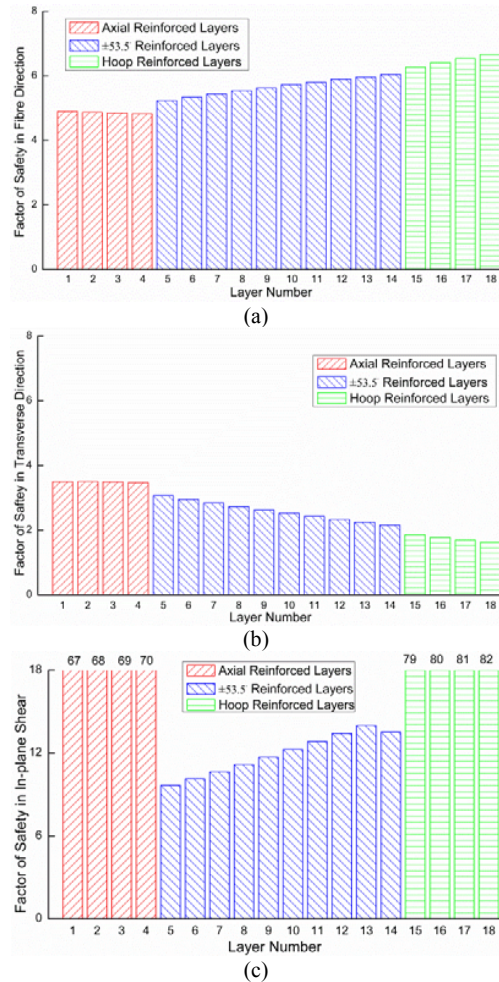 8
6
4
2
0
Factor of Safety in Fibre Direction
Axial Reinforced Layers
±53.5 Reinforced Layers
Hoop Reinforced Layers
1 2 3 4 5 6 7 8 9 10 11 12 13 14 15 16 17 18
Layer Number
(a)
8
6
4
2
0
Factor of Saftey in Transverse Direction
Axial Reinforced Layers
±53.5 Reinforced Layers
Hoop Reinforced Layers
1 2 3 4 5 6 7 8 9 10 11 12 13 14 15 16 17 18
Layer Number
(b)
67 68 69 70 79 80 81 82
18
12
6
0
Factor of Safety in In-plane Shear
Axial Reinforced Layers
±53.5 Reinforced Layers
Hoop Reinforced Layers
1 2 3 4 5 6 7 8 9 10 11 12 13 14 15 16 17 18
Layer Number
(c)